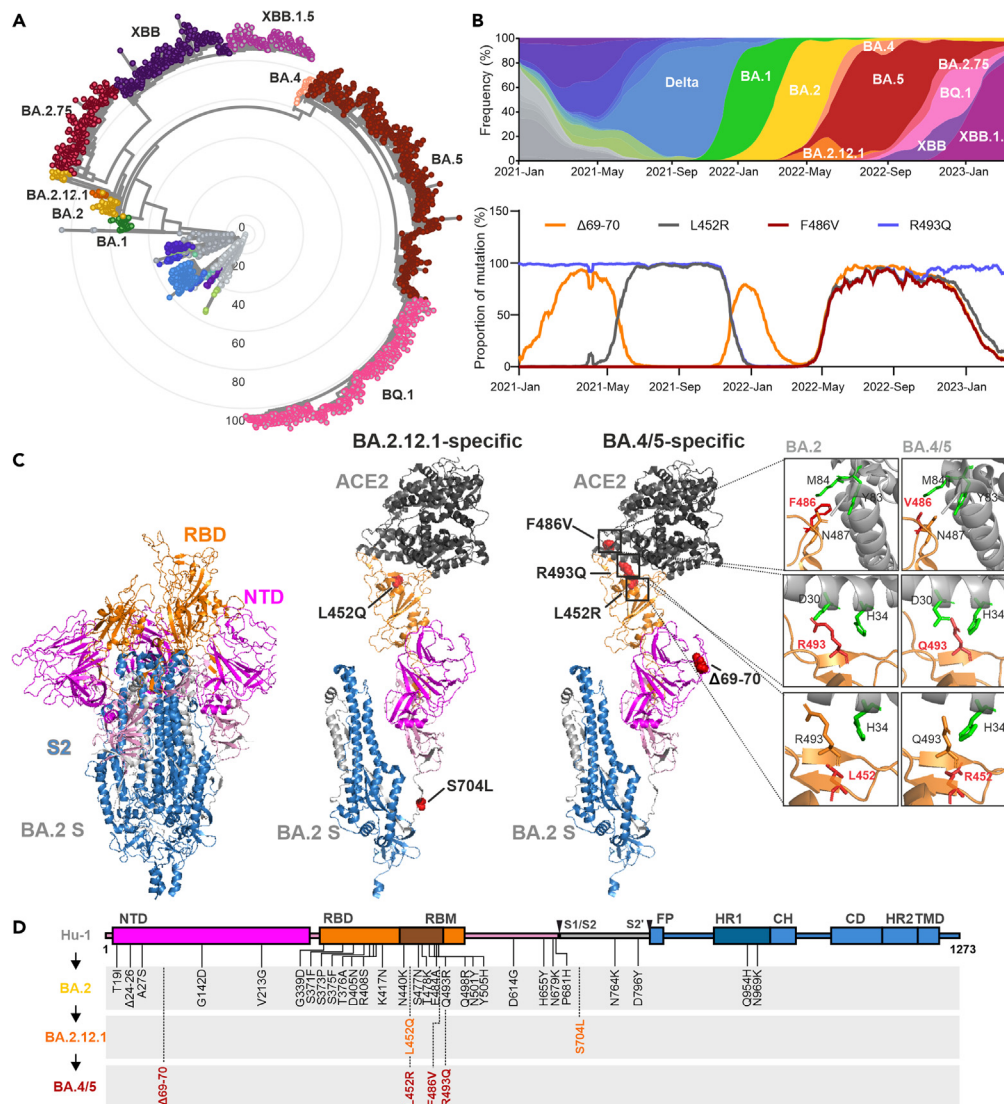 A
XBB
XBB.1.5
BA.4
BA.2.75
BA.5
BA.2.12.1
BA.2
BA.1
0
20
40
60
80
100
BQ.1
B
Frequency (%)
100
80
60
40
20
0
Delta
BA.1
BA.2
BA.4
BA.5
BA.2.75
BQ.1
BA.2.12.1
XBB
XBB.1.
2021-Jan 2021-May 2021-Sep 2022-Jan 2022-May 2022-Sep 2023-Jan
Proportion of mutation (%)
150
100
50
0
Δ69-70 L452R F486V R493Q
2021-Jan 2021-May 2021-Sep 2022-Jan 2022-May 2022-Sep 2023-Jan
C
RBD
NTD
S2
BA.2 S
BA.2.12.1-specific
ACE2
L452Q
S704L
BA.2 S
BA.4/5-specific
F486V
R493Q
L452R
Δ69-70
BA.2 S
BA.2 BA.4/5
M84
Y83
F486
N487
M84
Y83
V486
N487
D30
H34
R493
D30
H34
Q493
R493
H34
L452
Q493
H34
R452
D
NTD RBD RBM S1/S2 S2' FP HR1 CH CD HR2 TMD
Hu-1
1
1273
BA.2
T19I
Δ24-26
A27S
G142D
V213G
G339D
S371F
S373P
S375F
T376A
D405N
R408S
K417N
N440K
S477N
T478K
E484A
Q493R
Q498R
N501Y
Y505H
D614G
H655Y
N679K
P681H
N764K
D796Y
Q954H
N969K
BA.2.12.1
L452Q
S704L
BA.4/5
Δ69-70
L452R
F486V
R493Q